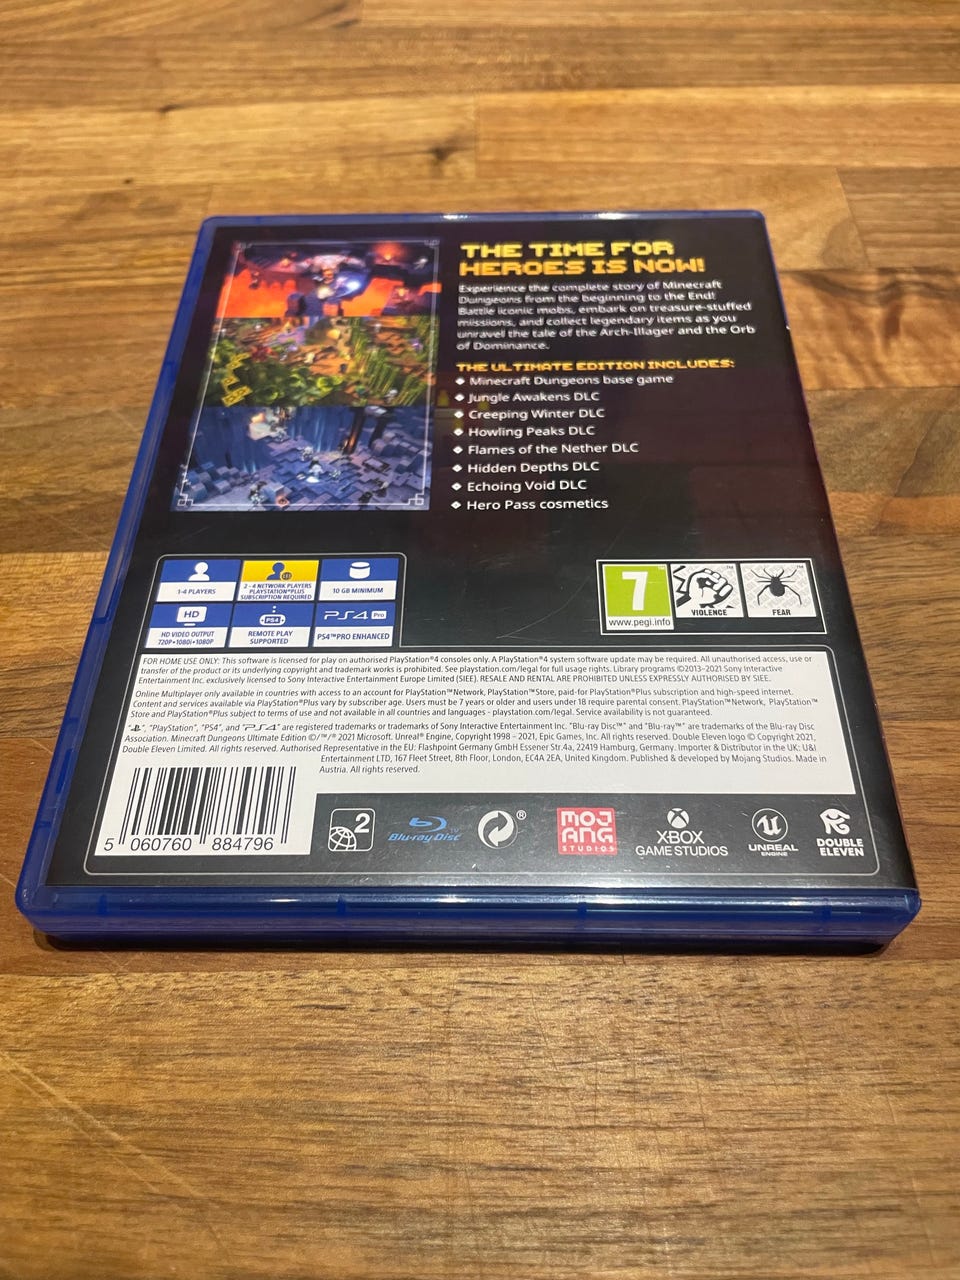 THE TIME FOR
HEROES IS NOW!
Experience the complete story of Minecraft
Dungeons from the beginning to the End!
Battle iconic mobs, embark on treasure-stuffed
missions, and collect legendary items as you
unravel the tale of the Arch-Illager and the Orb
of Dominance.
THE ULTIMATE EDITION INCLUDES:
Minecraft Dungeons base game
Jungle Awakens DLC
Creeping Winter DLC
Howling Peaks DLC
Flames of the Nether DLC
Hidden Depths DLC
Echoing Void DLC
Hero Pass cosmetics
1-4 PLAYERS
2 - 4 NETWORK PLAYERS
PLAYSTATION®PLUS
SUBSCRIPTION REQUIRED
10 GB MINIMUM
HD
HD VIDEO OUTPUT
720P•1080i•1080P
PS4
REMOTE PLAY
SUPPORTED
PS4 Pro
PS4™PRO ENHANCED
7
www.pegi.info
VIOLENCE
FEAR
FOR HOME USE ONLY: This software is licensed for play on authorised PlayStation®4 consoles only. A PlayStation®4 system software update may be required. All unauthorised access, use or
transfer of the product or its underlying copyright and trademark works is prohibited. See playstation.com/legal for full usage rights. Library programs ©2013–2021 Sony Interactive
Entertainment Inc. exclusively licensed to Sony Interactive Entertainment Europe Limited (SIEE). RESALE AND RENTAL ARE PROHIBITED UNLESS EXPRESSLY AUTHORISED BY SIEE.
Online Multiplayer only available in countries with access to an account for PlayStation™Network, PlayStation™Store, paid-for PlayStation®Plus subscription and high-speed internet.
Content and services available via PlayStation®Plus vary by subscriber age. Users must be 7 years or older and users under 18 require parental consent. PlayStation™Network, PlayStation™
Store and PlayStation®Plus subject to terms of use and not available in all countries and languages - playstation.com/legal. Service availability is not guaranteed.
"", "PlayStation", "PS4", and "PS4" are registered trademarks or trademarks of Sony Interactive Entertainment Inc. "Blu-ray Disc™" and "Blu-ray™" are trademarks of the Blu-ray Disc
Association. Minecraft Dungeons Ultimate Edition ©/™/® 2021 Microsoft. Unreal® Engine, Copyright 1998 – 2021, Epic Games, Inc. All rights reserved. Double Eleven logo © Copyright 2021,
Double Eleven Limited. All rights reserved. Authorised Representative in the EU: Flashpoint Germany GmbH Essener Str.4a, 22419 Hamburg, Germany. Importer & Distributor in the UK: U&I
Entertainment LTD, 167 Fleet Street, 8th Floor, London, EC4A 2EA, United Kingdom. Published & developed by Mojang Studios. Made in
Austria. All rights reserved.
5 060760 884796
2
Blu-ray Disc
®
MOJ
ANG
STUDIOS
XBOX
GAME STUDIOS
UNREAL
ENGINE
DOUBLE
ELEVEN